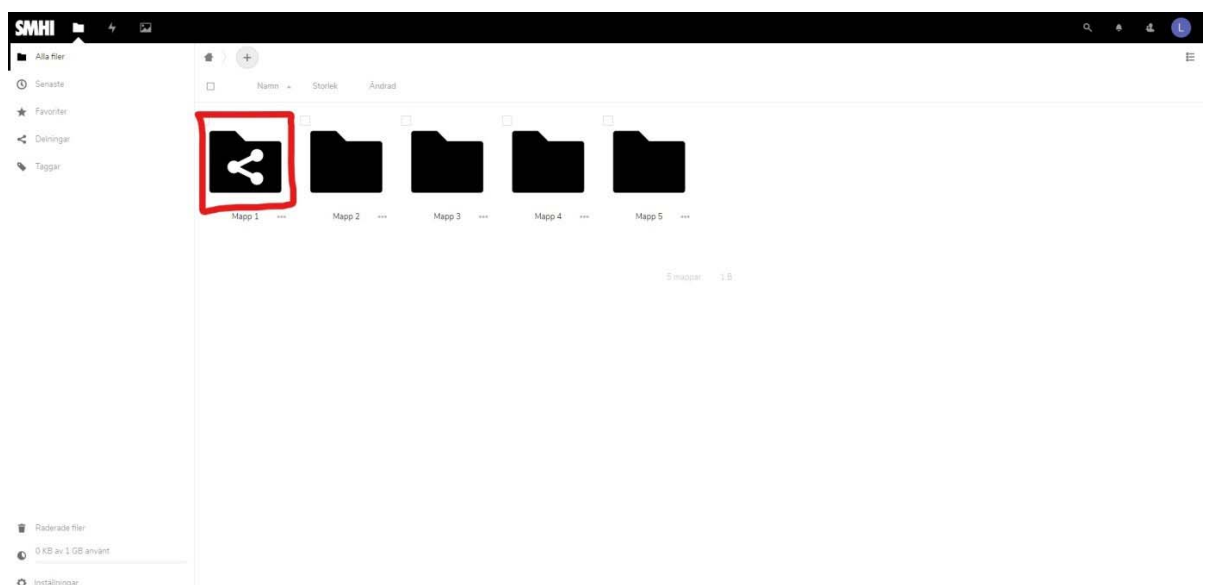 SMHI
L
Alla filer
Senaste
Favoriter
Delningar
Taggar
Namn Storlek Ändrad
Mapp 1 Mapp 2 Mapp 3 Mapp 4 Mapp 5
5 mappar 1 B
Raderade filer
0 KB av 1 GB använt
Inställningar